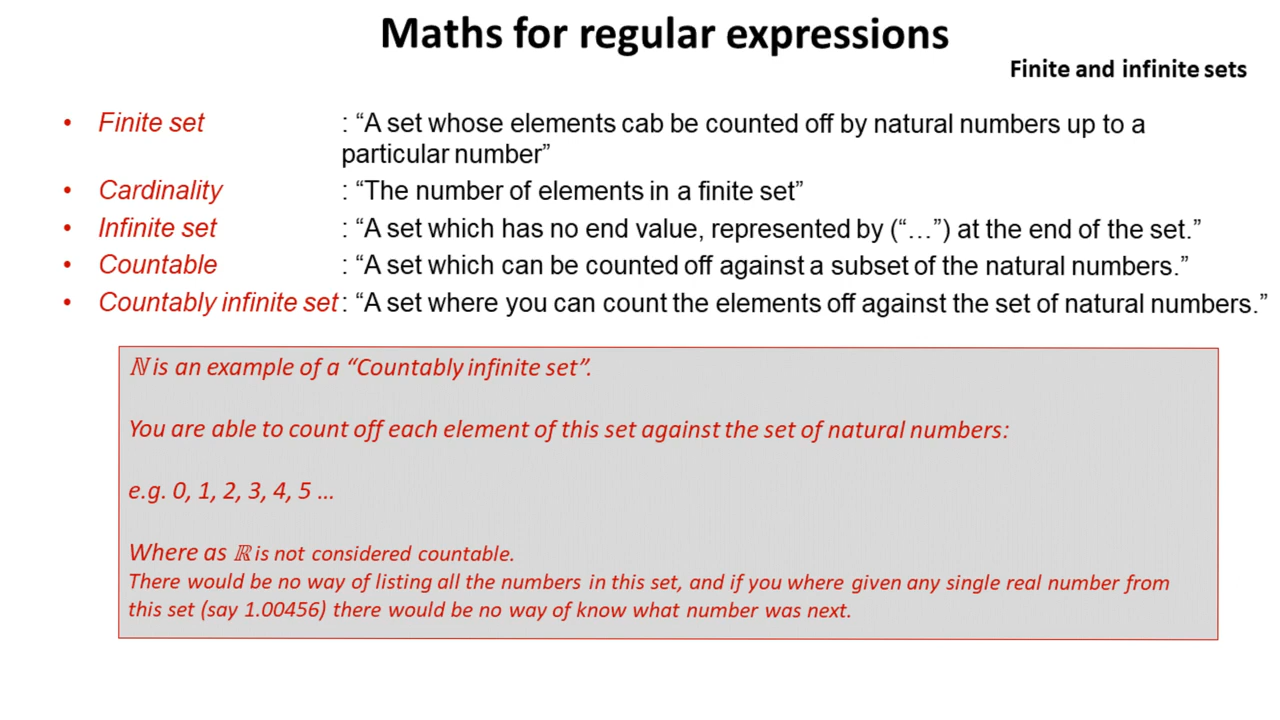 Maths for regular expressions
Finite and infinite sets
• Finite set : “A set whose elements cab be counted off by natural numbers up to a
particular number”
• Cardinality : “The number of elements in a finite set”
• Infinite set : “A set which has no end value, represented by (“…”) at the end of the set.”
• Countable : “A set which can be counted off against a subset of the natural numbers.”
• Countably infinite set : “A set where you can count the elements off against the set of natural numbers.”
ℕ is an example of a “Countably infinite set”.
You are able to count off each element of this set against the set of natural numbers:
e.g. 0, 1, 2, 3, 4, 5 …
Where as ℝ is not considered countable.
There would be no way of listing all the numbers in this set, and if you where given any single real number from
this set (say 1.00456) there would be no way of know what number was next.